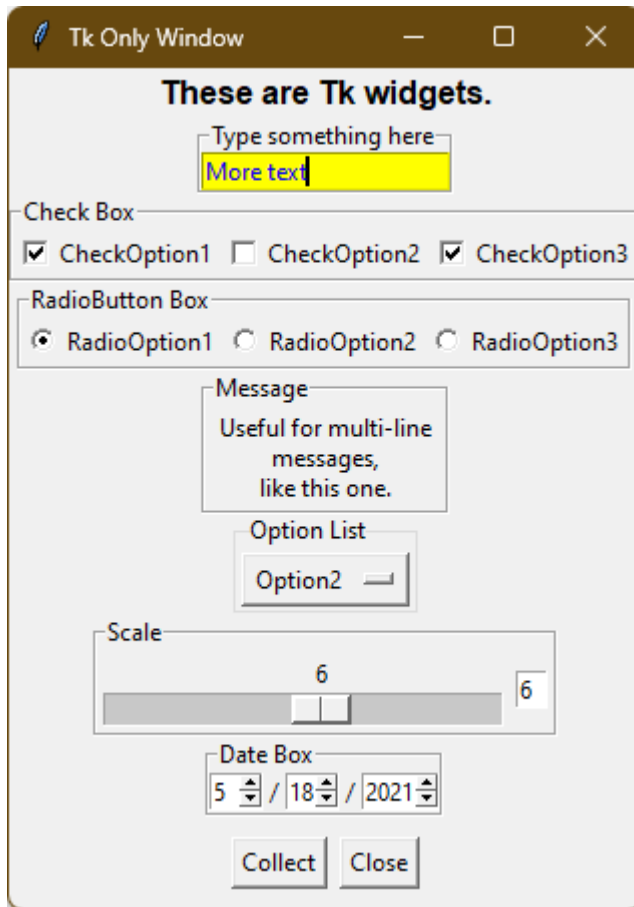 Tk Only Window
These are Tk widgets.
Type something here
More text
Check Box
CheckOption1 CheckOption2 CheckOption3
RadioButton Box
RadioOption1 RadioOption2 RadioOption3
Message
Useful for multi-line
messages,
like this one.
Option List
Option2
Scale
6
6
Date Box
5 / 18 / 2021
Collect Close